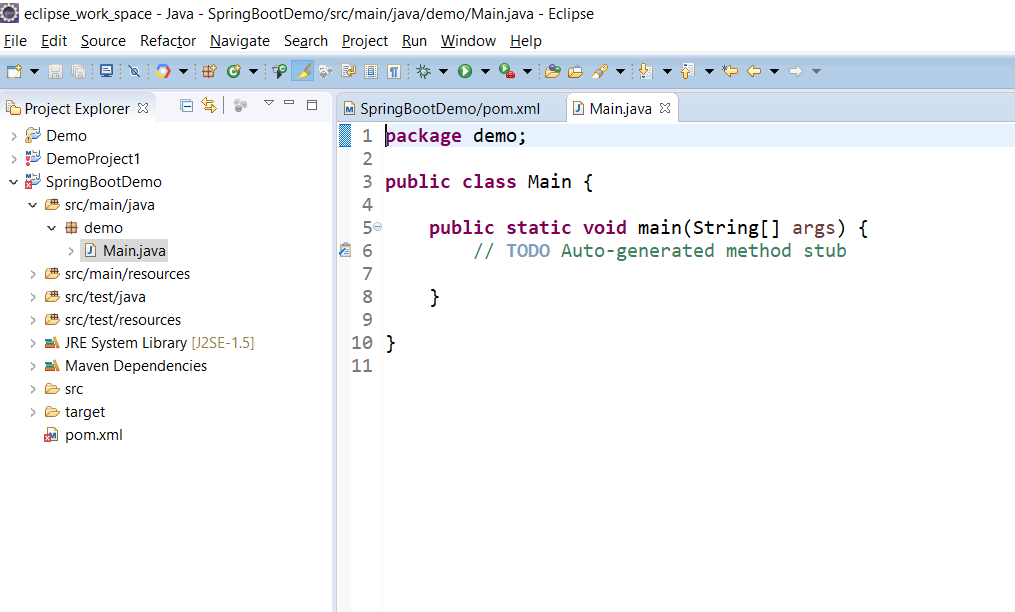 eclipse_work_space - Java - SpringBootDemo/src/main/java/demo/Main.java - Eclipse
File Edit Source Refactor Navigate Search Project Run Window Help
Project Explorer
Demo
DemoProject1
SpringBootDemo
src/main/java
demo
Main.java
src/main/resources
src/test/java
src/test/resources
JRE System Library [J2SE-1.5]
Maven Dependencies
src
target
pom.xml
SpringBootDemo/pom.xml Main.java
1 package demo;
2
3 public class Main {
4
5 public static void main(String[] args) {
6 // TODO Auto-generated method stub
7
8 }
9
10 }
11